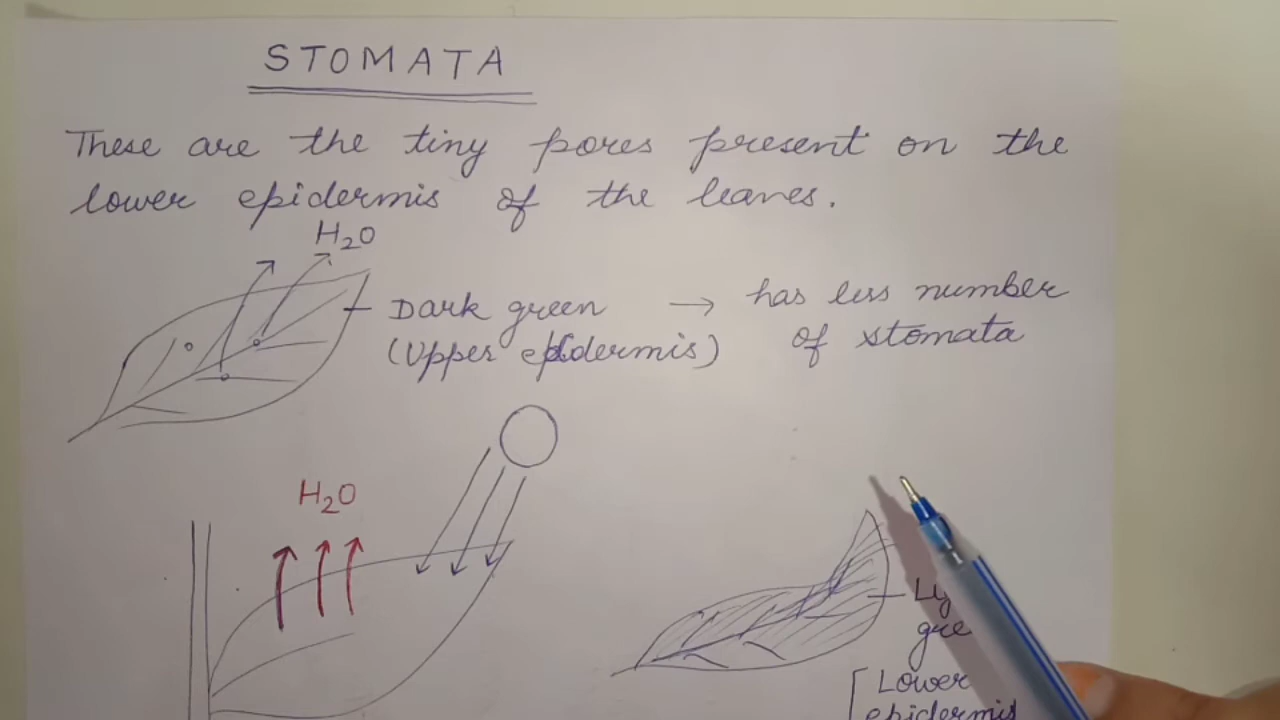 STOMATA
These are the tiny pores present on the
lower epidermis of the leaves.
H₂O
Dark green → has less number
(Upper epidermis) of stomata
H₂O
Lower
epidermis